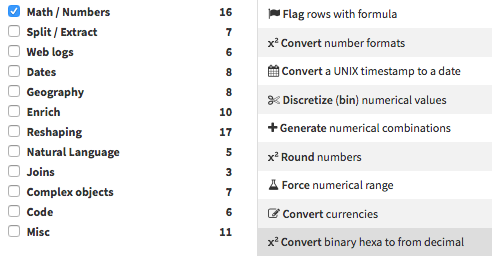 Math / Numbers 16
Split / Extract 7
Web logs 6
Dates 8
Geography 8
Enrich 10
Reshaping 17
Natural Language 5
Joins 3
Complex objects 7
Code 6
Misc 11
Flag rows with formula
x² Convert number formats
Convert a UNIX timestamp to a date
Discretize (bin) numerical values
Generate numerical combinations
x² Round numbers
Force numerical range
Convert currencies
x² Convert binary hexa to from decimal